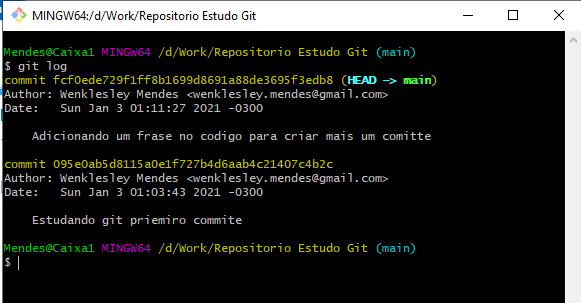 MINGW64:/d/Work/Repositorio Estudo Git
Mendes@Caixa1 MINGW64 /d/Work/Repositorio Estudo Git (main)
$ git log
commit fcf0ede729f1ff8b1699d8691a88de3695f3edb8 (HEAD -> main)
Author: Wenklesley Mendes <wenklesley.mendes@gmail.com>
Date:   Sun Jan 3 01:11:27 2021 -0300
Adicionando um frase no codigo para criar mais um comitte
commit 095e0ab5d8115a0e1f727b4d6aab4c21407c4b2c
Author: Wenklesley Mendes <wenklesley.mendes@gmail.com>
Date:   Sun Jan 3 01:03:43 2021 -0300
Estudando git priemiro commite
Mendes@Caixa1 MINGW64 /d/Work/Repositorio Estudo Git (main)
$